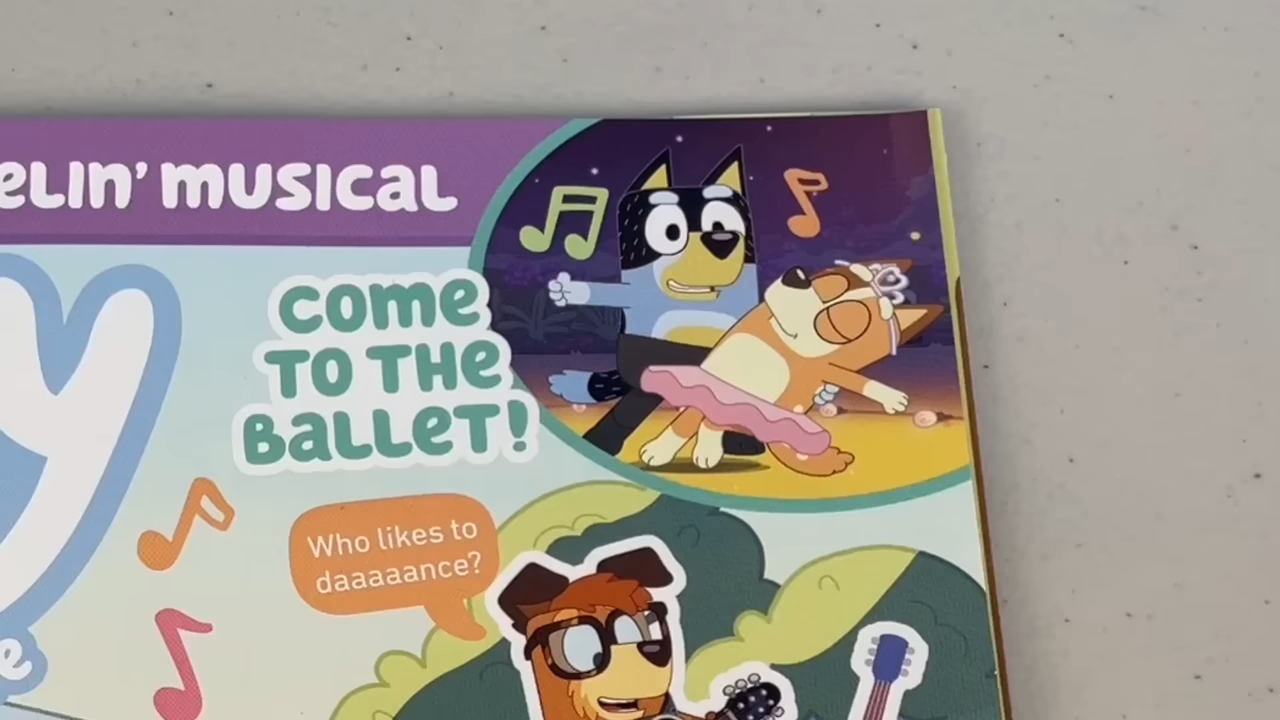 eLIN' MUSICAL
COME
TO THE
BALLET!
Who likes to
daaaaance?
y
e